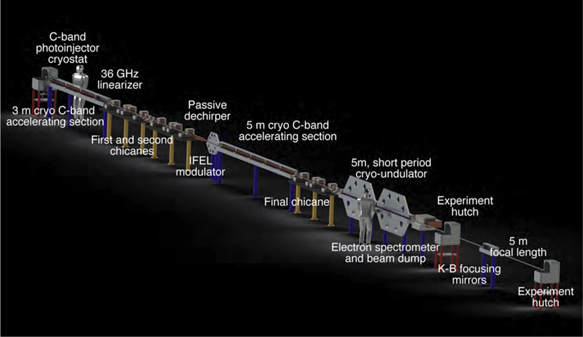 C-band
photoinjector
cryostat
36 GHz
linearizer
3 m cryo C-band
accelerating section
First and second
chicanes
Passive
dechirper
IFEL
modulator
5 m cryo C-band
accelerating section
Final chicane
5m, short period
cryo-undulator
Electron spectrometer
and beam dump
Experiment
hutch
K-B focusing
mirrors
5 m
focal length
Experiment
hutch